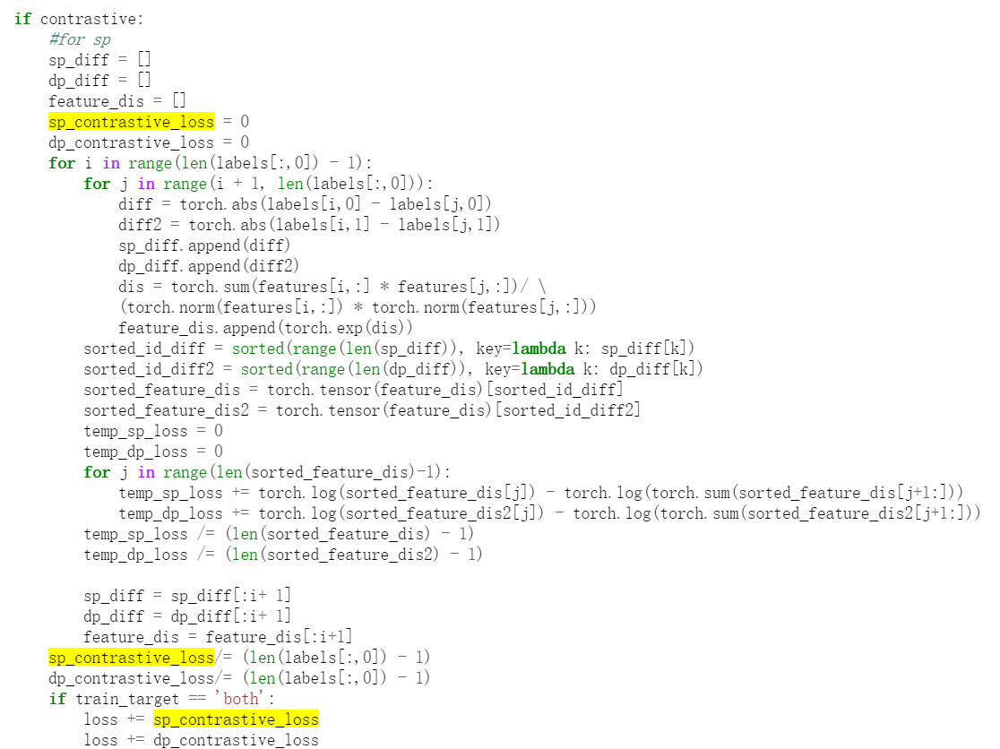 if contrastive:
    #for sp
    sp_diff = []
    dp_diff = []
    feature_dis = []
    sp_contrastive_loss = 0
    dp_contrastive_loss = 0
    for i in range(len(labels[:,0]) - 1):
        for j in range(i + 1, len(labels[:,0])):
            diff = torch.abs(labels[i,0] - labels[j,0])
            diff2 = torch.abs(labels[i,1] - labels[j,1])
            sp_diff.append(diff)
            dp_diff.append(diff2)
            dis = torch.sum(features[i,:] * features[j,:])/ \
            (torch.norm(features[i,:]) * torch.norm(features[j,:]))
            feature_dis.append(torch.exp(dis))
        sorted_id_diff = sorted(range(len(sp_diff)), key=lambda k: sp_diff[k])
        sorted_id_diff2 = sorted(range(len(dp_diff)), key=lambda k: dp_diff[k])
        sorted_feature_dis = torch.tensor(feature_dis)[sorted_id_diff]
        sorted_feature_dis2 = torch.tensor(feature_dis)[sorted_id_diff2]
        temp_sp_loss = 0
        temp_dp_loss = 0
        for j in range(len(sorted_feature_dis)-1):
            temp_sp_loss += torch.log(sorted_feature_dis[j]) - torch.log(torch.sum(sorted_feature_dis[j+1:]))
            temp_dp_loss += torch.log(sorted_feature_dis2[j]) - torch.log(torch.sum(sorted_feature_dis2[j+1:]))
        temp_sp_loss /= (len(sorted_feature_dis) - 1)
        temp_dp_loss /= (len(sorted_feature_dis2) - 1)

        sp_diff = sp_diff[:i+ 1]
        dp_diff = dp_diff[:i+ 1]
        feature_dis = feature_dis[:i+1]
    sp_contrastive_loss/= (len(labels[:,0]) - 1)
    dp_contrastive_loss/= (len(labels[:,0]) - 1)
    if train_target == 'both':
        loss += sp_contrastive_loss
        loss += dp_contrastive_loss